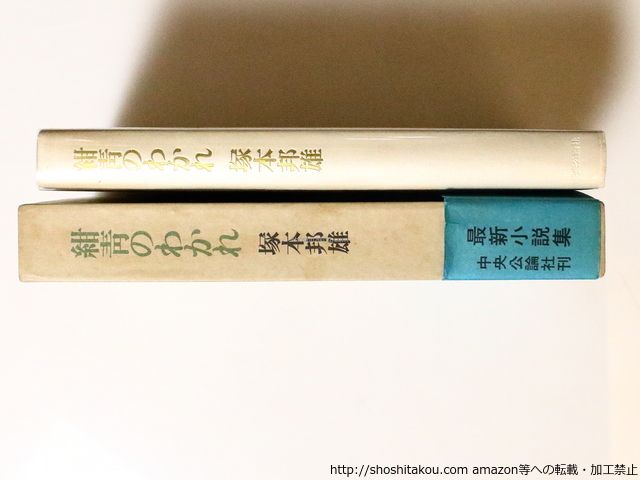 紺青のわかれ 塚本邦雄
紺青のわかれ 塚本邦雄
最新小説集
中央公論社刊
http://shoshitakou.com amazon等への転載・加工禁止